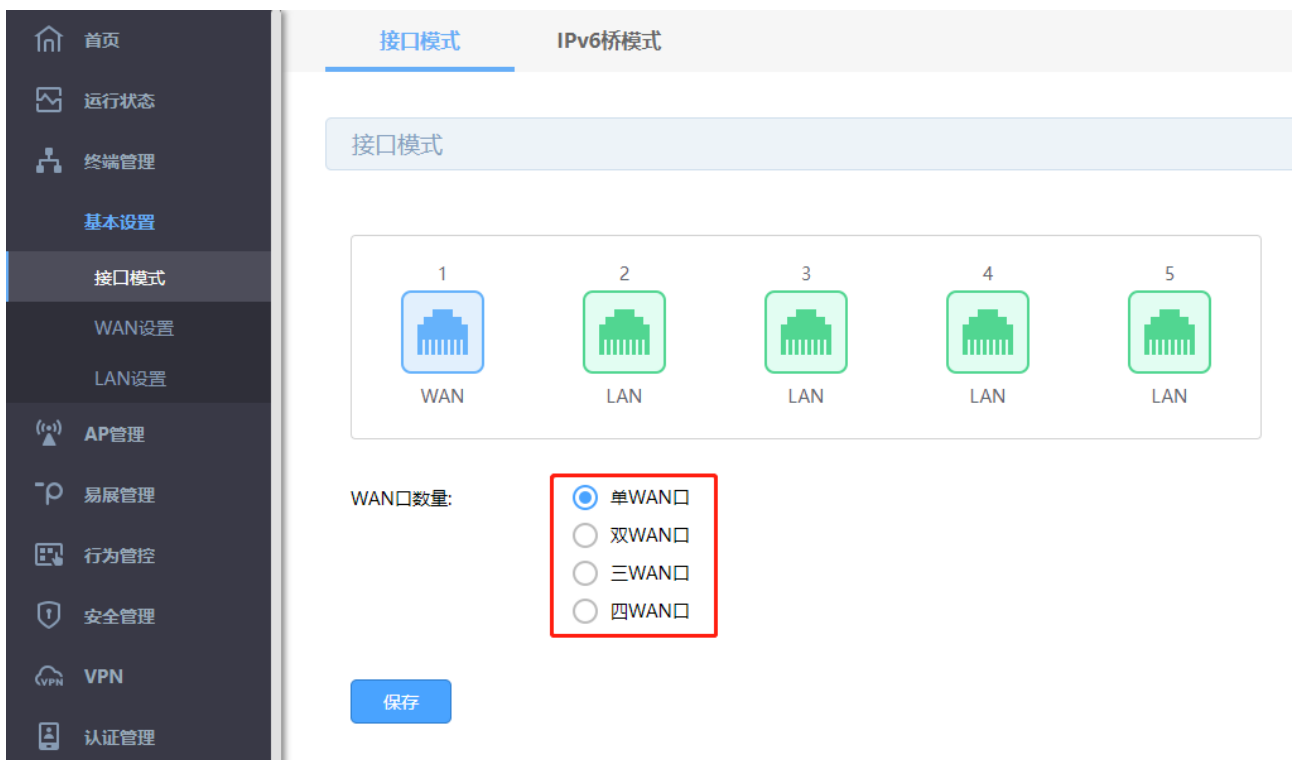 首页
运行状态
终端管理
基本设置
接口模式
WAN设置
LAN设置
AP管理
易展管理
行为管控
安全管理
VPN
VPN
认证管理
接口模式 IPv6桥模式
接口模式
1 2 3 4 5
WAN LAN LAN LAN LAN
WAN口数量:
单WAN口
双WAN口
三WAN口
四WAN口
保存